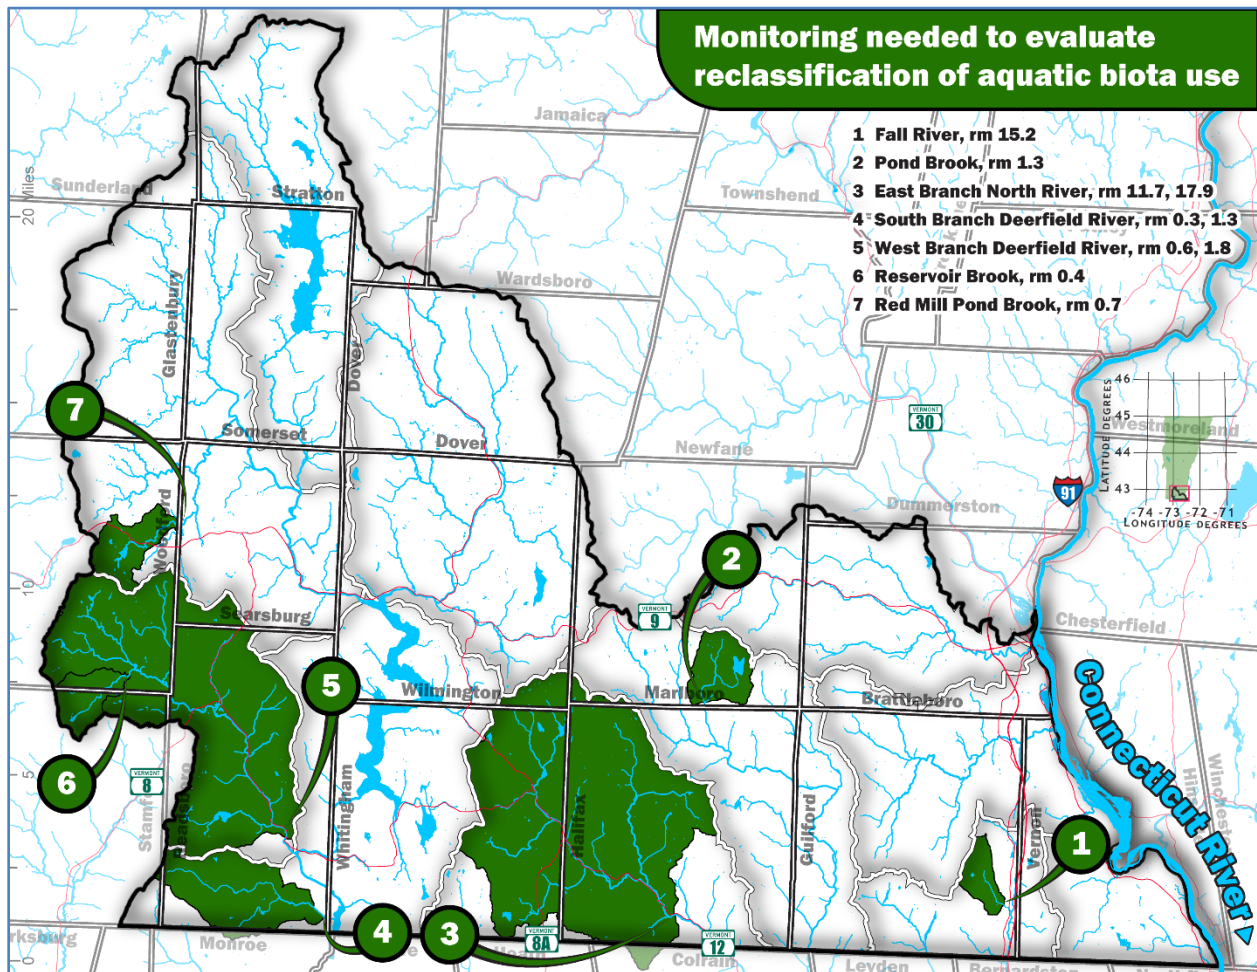 Monitoring needed to evaluate
reclassification of aquatic biota use
1 Fall River, rm 15.2
2 Pond Brook, rm 1.3
3 East Branch North River, rm 11.7, 17.9
4 South Branch Deerfield River, rm 0.3, 1.3
5 West Branch Deerfield River, rm 0.6, 1.8
6 Reservoir Brook, rm 0.4
7 Red Mill Pond Brook, rm 0.7
Jamaica
Sunderland
Stratton
Townshend
20 Miles
Wardsboro
Glastenbury
Dover
46
45
44
43
LATITUDE DEGREES
-74 -73 -72 -71
LONGITUDE DEGREES
Westmoreland
7
Somerset
Dover
Newfane
VERMONT
30
91
Dummerston
Woodford
2
10
Searsburg
VERMONT
9
Chesterfield
5
Wilmington
Marlboro
Brattleboro
Connecticut River
6
5
VERMONT
8
Readsboro
Whitingham
Halifax
Guilford
Vernon
1
4
3
VERMONT
8A
VERMONT
12
Monroe
Colrain
Leyden
0